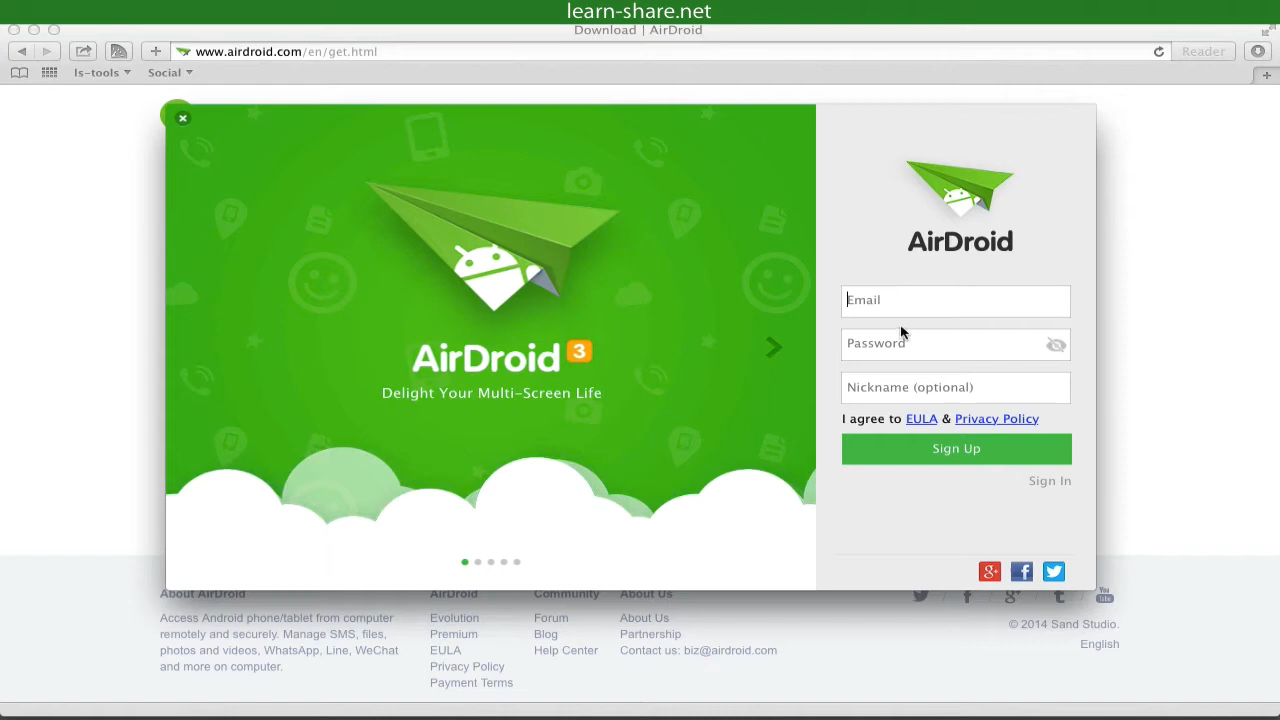 learn-share.net
Download | AirDroid
www.airdroid.com/en/get.html
Reader
ls-tools
Social
AirDroid 3
Delight Your Multi-Screen Life
AirDroid
Email
Password
Nickname (optional)
I agree to EULA & Privacy Policy
Sign Up
Sign In
g+
f
About AirDroid
Access Android phone/tablet from computer
remotely and securely. Manage SMS, files,
photos and videos, WhatsApp, Line, WeChat
and more on computer.
AirDroid
Evolution
Premium
EULA
Privacy Policy
Payment Terms
Community
Forum
Blog
Help Center
About Us
About Us
Partnership
Contact us: biz@airdroid.com
You Tube
© 2014 Sand Studio.
English